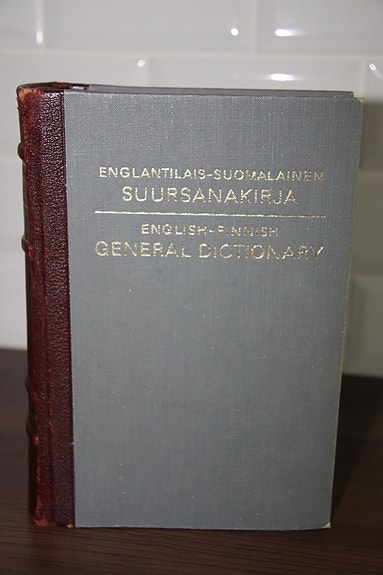 ENGLANTILAIS-SUOMALAINEN
SUURSANAKIRJA
ENGLISH-FINNISH
GENERAL DICTIONARY